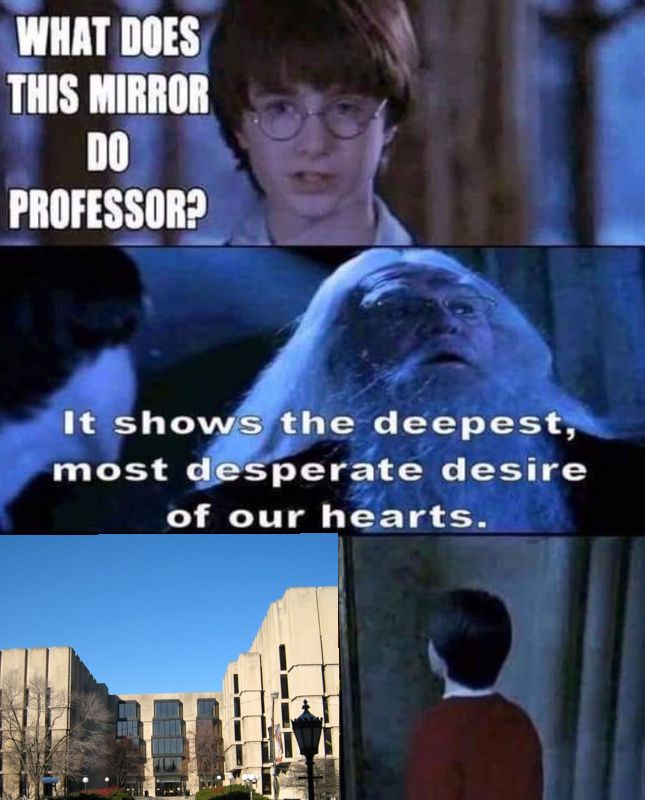 WHAT DOES
THIS MIRROR
DO
PROFESSOR?
It shows the deepest,
most desperate desire
of our hearts.